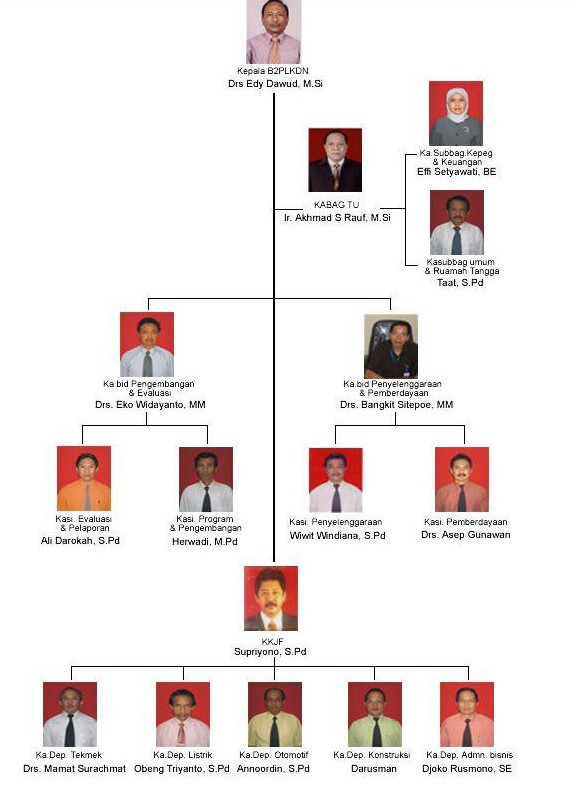 Kepala B2PLKDN
Drs Edy Dawud, M.Si
Ka.Subbag.Kepeg
& Keuangan
Effi Setyawati, BE
KABAG TU
Ir. Akhmad S Rauf, M.Si
Kasubbag umum
& Ruamah Tangga
Taat, S.Pd
Ka.bid Pengembangan
& Evaluasi
Drs. Eko Widayanto, MM
Ka.bid Penyelenggaraan
& Pemberdayaan
Drs. Bangkit Sitepoe, MM
Kasi. Evaluasi
& Pelaporan
Ali Darokah, S.Pd
Kasi. Program
& Pengembangan
Herwadi, M.Pd
Kasi. Penyelenggaraan
Wiwit Windiana, S.Pd
Kasi. Pemberdayaan
Drs. Asep Gunawan
KKJF
Supriyono, S.Pd
Ka.Dep. Tekmek
Drs. Mamat Surachmat
Ka.Dep. Listrik
Obeng Triyanto, S.Pd
Ka.Dep. Otomotif
Annoordin, S.Pd
Ka.Dep. Konstruksi
Darusman
Ka.Dep. Admn. bisnis
Djoko Rusmono, SE